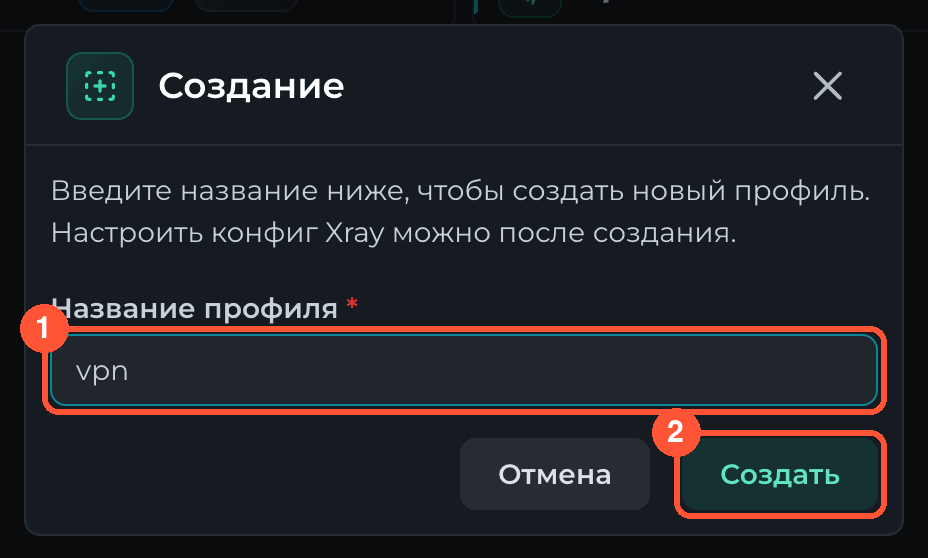 Создание
Введите название ниже, чтобы создать новый профиль.
Настроить конфиг Xray можно после создания.
Название профиля *
1
vpn
2
Отмена
Создать